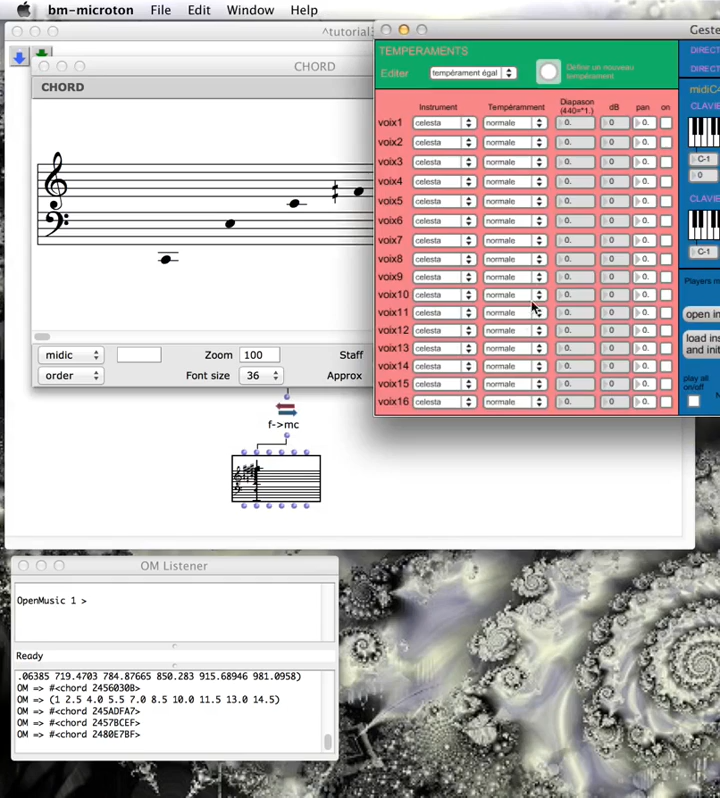 bm-microton File Edit Window Help
^tutorial
CHORD
CHORD
midic
Zoom 100
Staff
order
Font size 36
Approx
f->mc
Geste
TEMPERAMENTS
Editer tempérament égal Définir un nouveau
tempérament
Instrument Tempéramment Diapason
(440="1.) dB pan on
voix1 celesta normale 0. 0 0.
voix2 celesta normale 0. 0 0.
voix3 celesta normale 0. 0 0.
voix4 celesta normale 0. 0 0.
voix5 celesta normale 0. 0 0.
voix6 celesta normale 0. 0 0.
voix7 celesta normale 0. 0 0.
voix8 celesta normale 0. 0 0.
voix9 celesta normale 0. 0 0.
voix10 celesta normale 0. 0 0.
voix11 celesta normale 0. 0 0.
voix12 celesta normale 0. 0 0.
voix13 celesta normale 0. 0 0.
voix14 celesta normale 0. 0 0.
voix15 celesta normale 0. 0 0.
voix16 celesta normale 0. 0 0.
DIRECT
DIRECT
midiC4
CLAVIE
C-1
0
CLAVIE
C-1
Players m
open in
load ins
and init
play all
on/off
N
OM Listener
OpenMusic 1 >
Ready
.06385 719.4703 784.87665 850.283 915.68946 981.0958)
OM => #<chord 2456030B>
OM => (1 2.5 4.0 5.5 7.0 8.5 10.0 11.5 13.0 14.5)
OM => #<chord 245ADFA7>
OM => #<chord 2457BCEF>
OM => #<chord 2480E7BF>